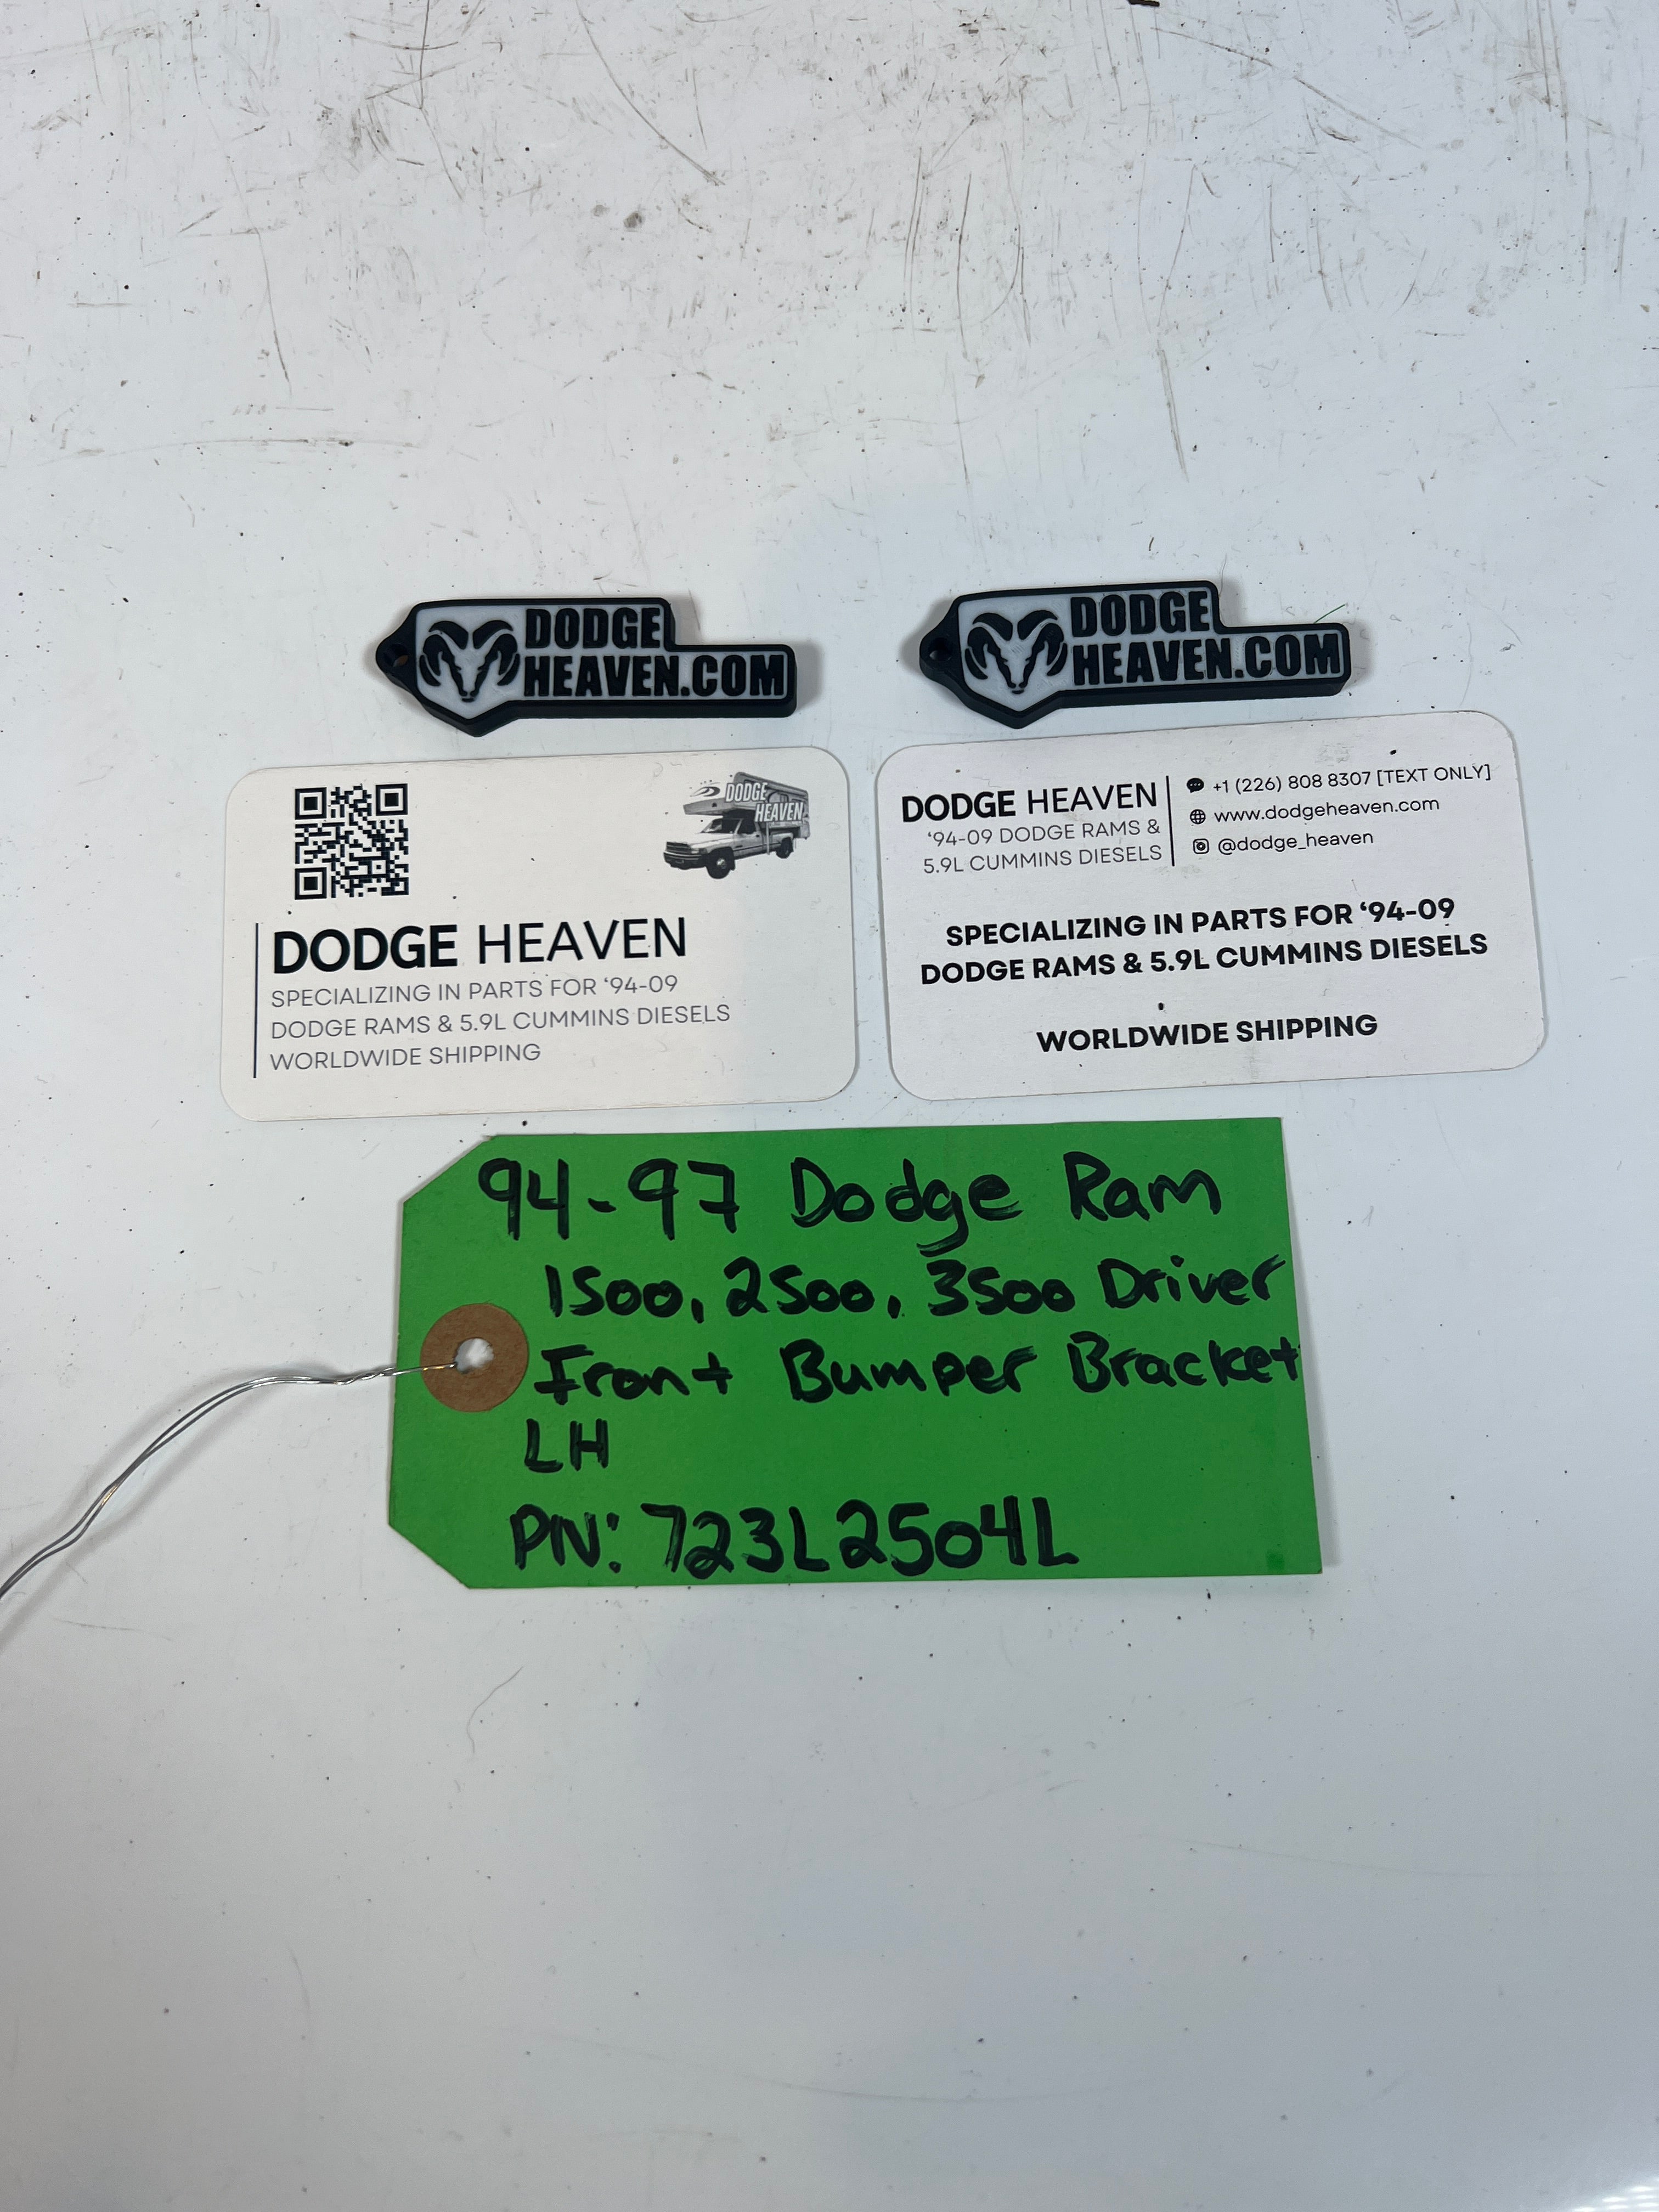 DODGE
HEAVEN.COM
DODGE
HEAVEN.COM
DODGE
HEAVEN
DODGE HEAVEN
SPECIALIZING IN PARTS FOR ‘94-09
DODGE RAMS & 5.9L CUMMINS DIESELS
WORLDWIDE SHIPPING
DODGE HEAVEN
‘94-09 DODGE RAMS &
5.9L CUMMINS DIESELS
+1 (226) 808 8307 [TEXT ONLY]
www.dodgeheaven.com
@dodge_heaven
SPECIALIZING IN PARTS FOR ‘94-09
DODGE RAMS & 5.9L CUMMINS DIESELS
WORLDWIDE SHIPPING
94-97 Dodge Ram
1500, 2500, 3500 Driver
Front Bumper Bracket
LH
PN: 723L2504L